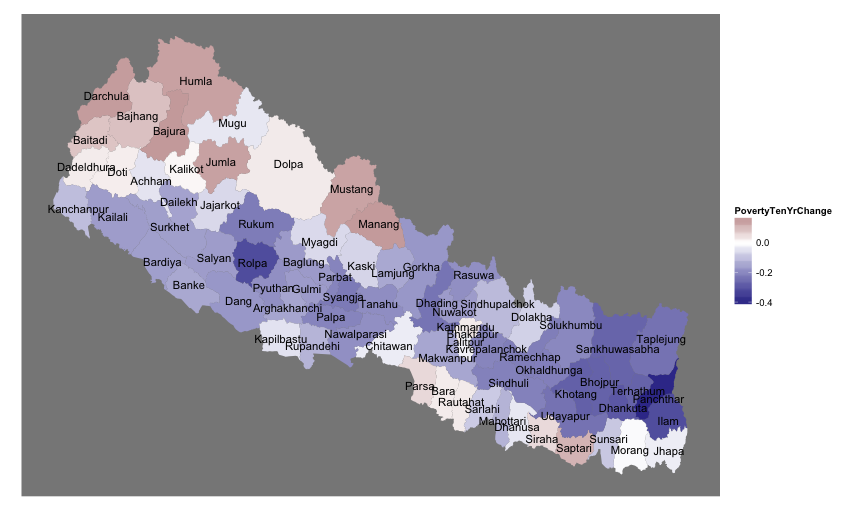 Humla
Darchula
Bajhang
Mugu
Bajura
Baitadi
Jumla
Dolpa
Dadeldhura
Doti
Kalikot
Achham
Mustang
Dailekh
Jajarkot
Kanchanpur
Kailali
Surkhet
Rukum
Manang
Myagdi
Bardiya
Salyan
Rolpa
Baglung
Kaski
Lamjung
Gorkha
Rasuwa
Parbat
Banke
Pyuthan
Gulmi
Syangja
Dang
Arghakhanchi
Tanahu
Dhading
Sindhupalchok
Nuwakot
Palpa
Dolakha
Solukhumbu
Kathmandu
Bhaktapur
Nawalparasi
Kapilbastu
Rupandehi
Chitawan
Lalitpur
Kavrepalanchok
Taplejung
Sankhuwasabha
Makwanpur
Ramechhap
Okhaldhunga
Parsa
Bara
Sindhuli
Bhojpur
Khotang
Terhathum
Panchthar
Rautahat
Sarlahi
Dhankuta
Udayapur
Mahottari
Dhanusa
Ilam
Siraha
Saptari
Sunsari
Morang
Jhapa
PovertyTenYrChange
0.0
-0.2
-0.4